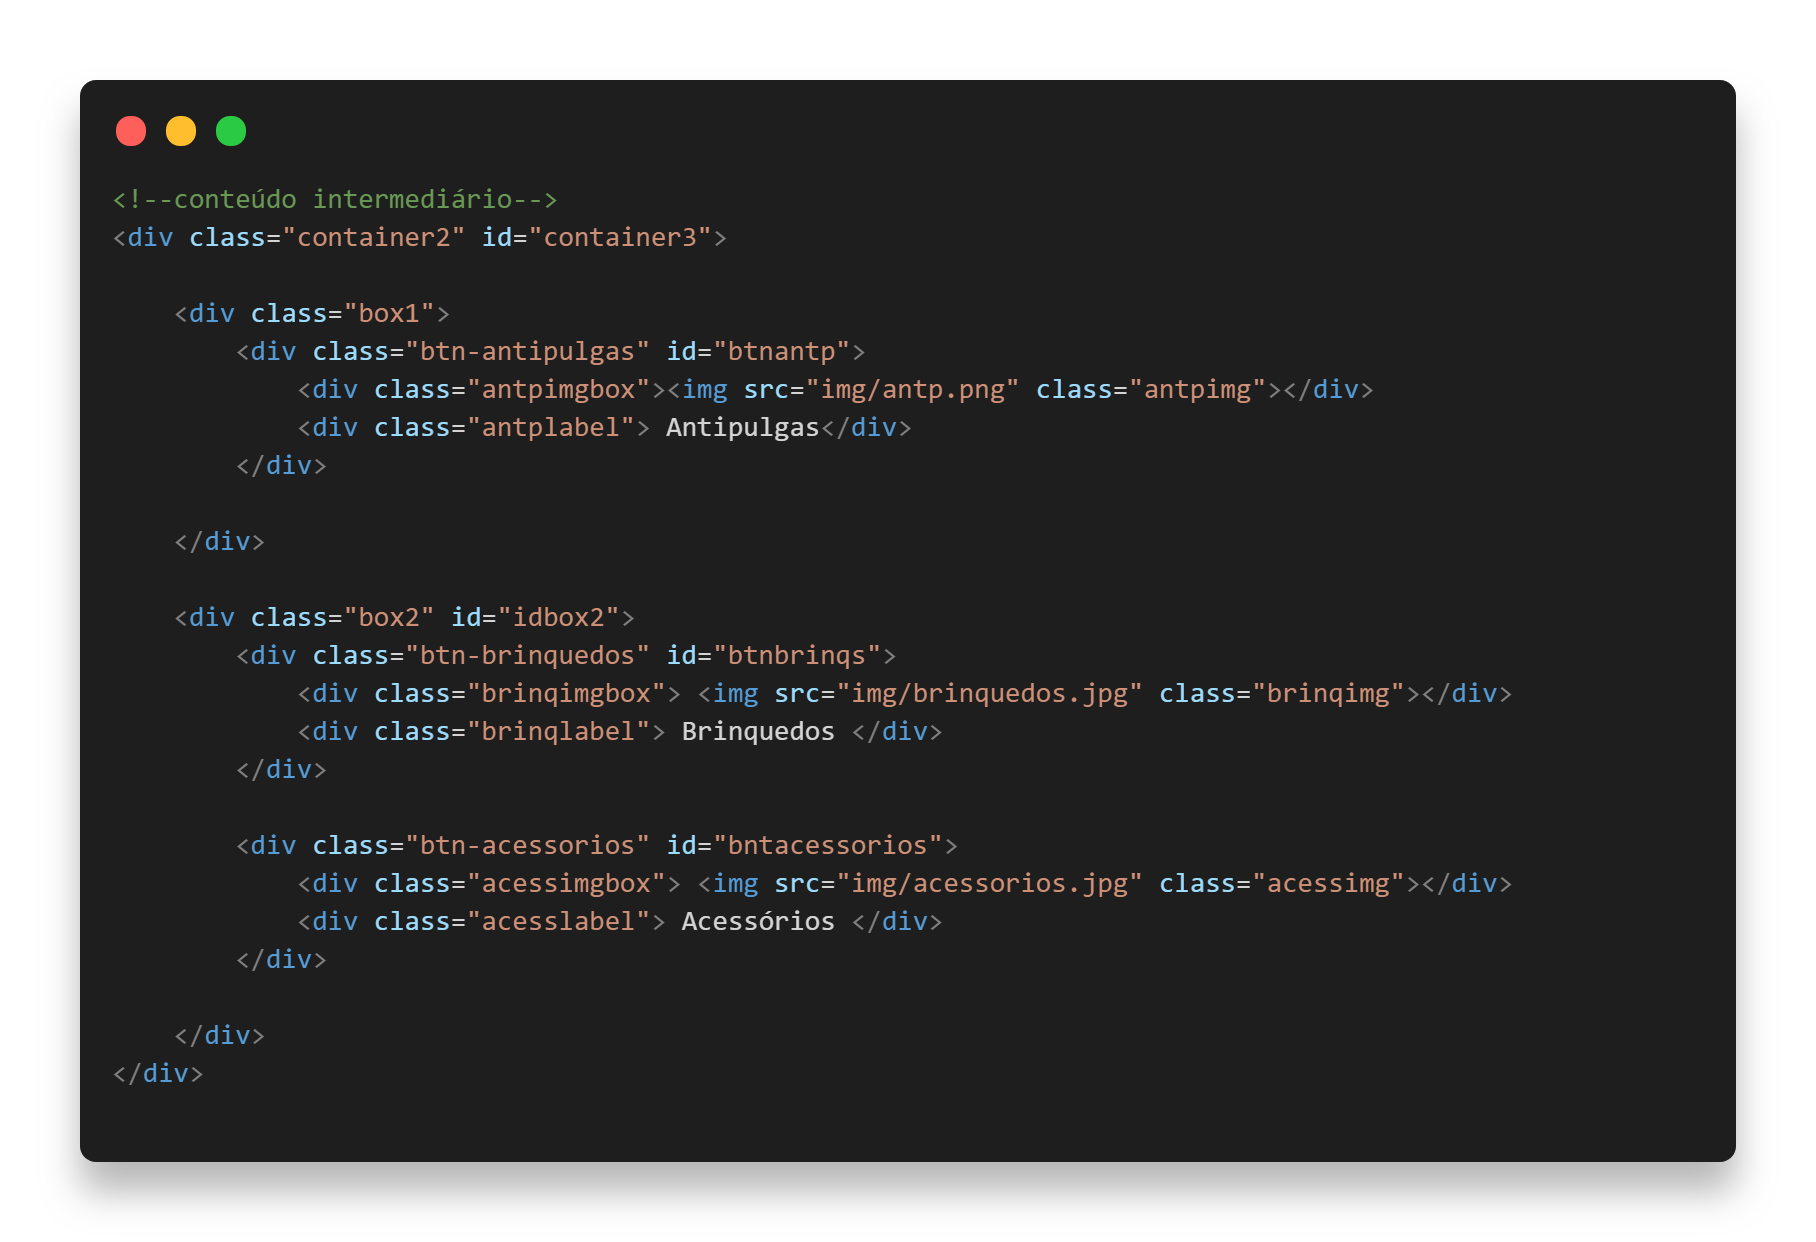 <!--conteúdo intermediário-->
<div class="container2" id="container3">

    <div class="box1">
        <div class="btn-antipulgas" id="btnantp">
            <div class="antpimgbox"><img src="img/antp.png" class="antpimg"></div>
            <div class="antplabel"> Antipulgas</div>
        </div>

    </div>

    <div class="box2" id="idbox2">
        <div class="btn-brinquedos" id="btnbrinqs">
            <div class="brinqimgbox"> <img src="img/brinquedos.jpg" class="brinqimg"></div>
            <div class="brinqlabel"> Brinquedos </div>
        </div>

        <div class="btn-acessorios" id="bntacessorios">
            <div class="acessimgbox"> <img src="img/acessorios.jpg" class="acessimg"></div>
            <div class="acesslabel"> Acessórios </div>
        </div>

    </div>
</div>